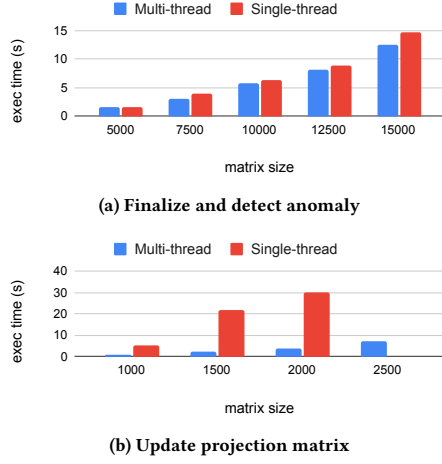 Multi-thread Single-thread
15
10
5
0
exec time (s)
5000 7500 10000 12500 15000
matrix size
(a) Finalize and detect anomaly
Multi-thread Single-thread
40
30
20
10
0
exec time (s)
1000 1500 2000 2500
matrix size
(b) Update projection matrix